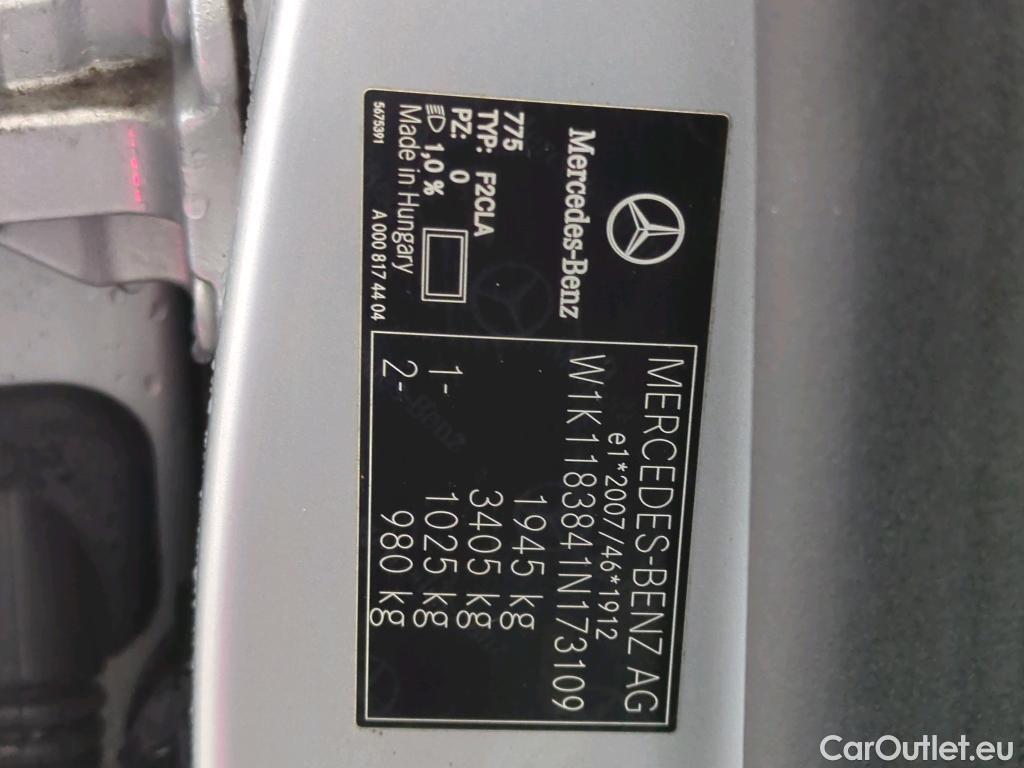 Mercedes-Benz
775
TYP: F2CLA
PZ: 0
1,0 %
Made in Hungary
5675391
A 000 817 44 04
MERCEDES-BENZ AG
e1*2007/46*1912
W1K1183841N173109
1945 kg
3405 kg
1- 1025 kg
2- 980 kg
CarOutlet.eu